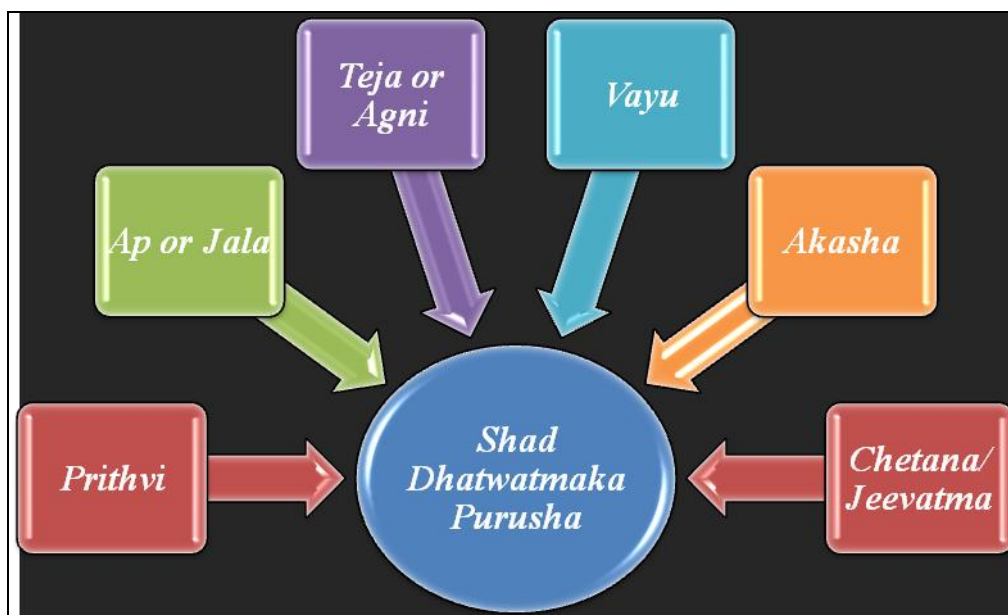 Teja or
Agni
Vayu
Ap or Jala
Akasha
Prithvi
Shad
Dhatwatmaka
Purusha
Chetana/
Jeevatma